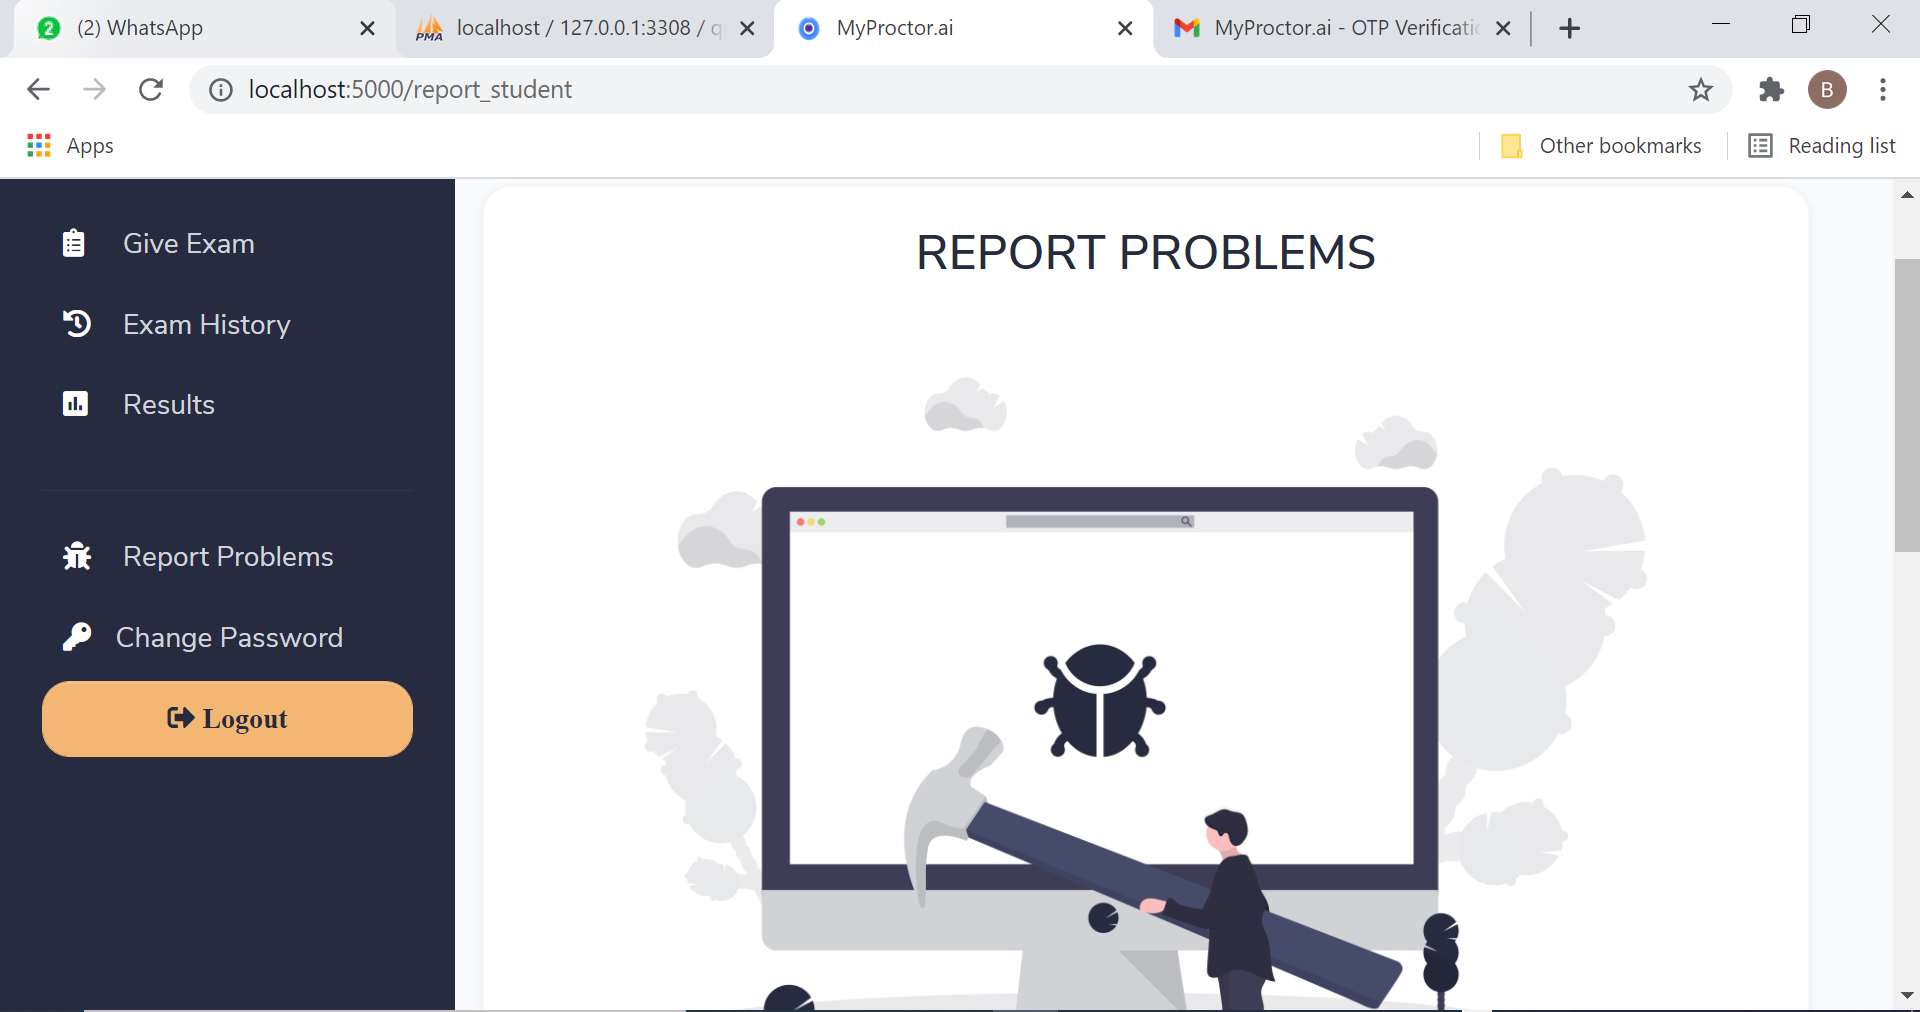 (2) WhatsApp
localhost / 127.0.0.1:3308 / q
MyProctor.ai
MyProctor.ai - OTP Verificati
localhost:5000/report_student
B
Apps
Other bookmarks
Reading list
Give Exam
Exam History
Results
Report Problems
Change Password
Logout
REPORT PROBLEMS
2
PMA